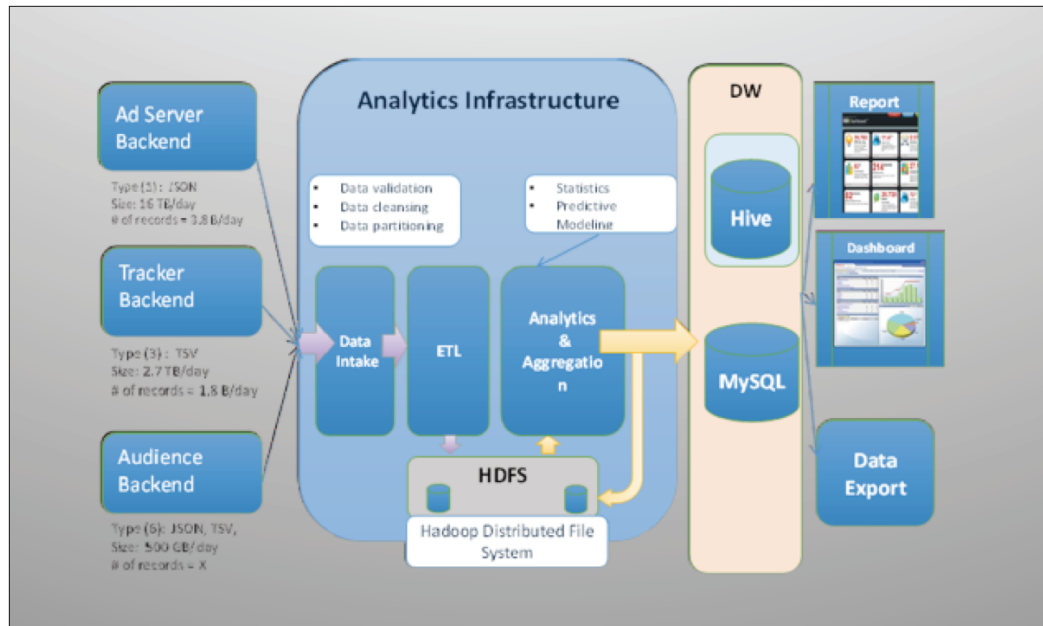 Ad Server
Backend
Type (1): JSON
Size: 16 TB/day
# of records = 3.8 B/day
Tracker
Backend
Type (3) : TSV
Size: 2.7 TB/day
# of records = 1.8 B/day
Audience
Backend
Type (6): JSON, TSV,
Size: 500 GB/day
# of records = X
Analytics Infrastructure
• Data validation
• Data cleansing
• Data partitioning
• Statistics
• Predictive
Modeling
Data
Intake
ETL
Analytics
&
Aggregatio
n
HDFS
Hadoop Distributed File
System
DW
Hive
MySQL
Report
Dashboard
Data
Export